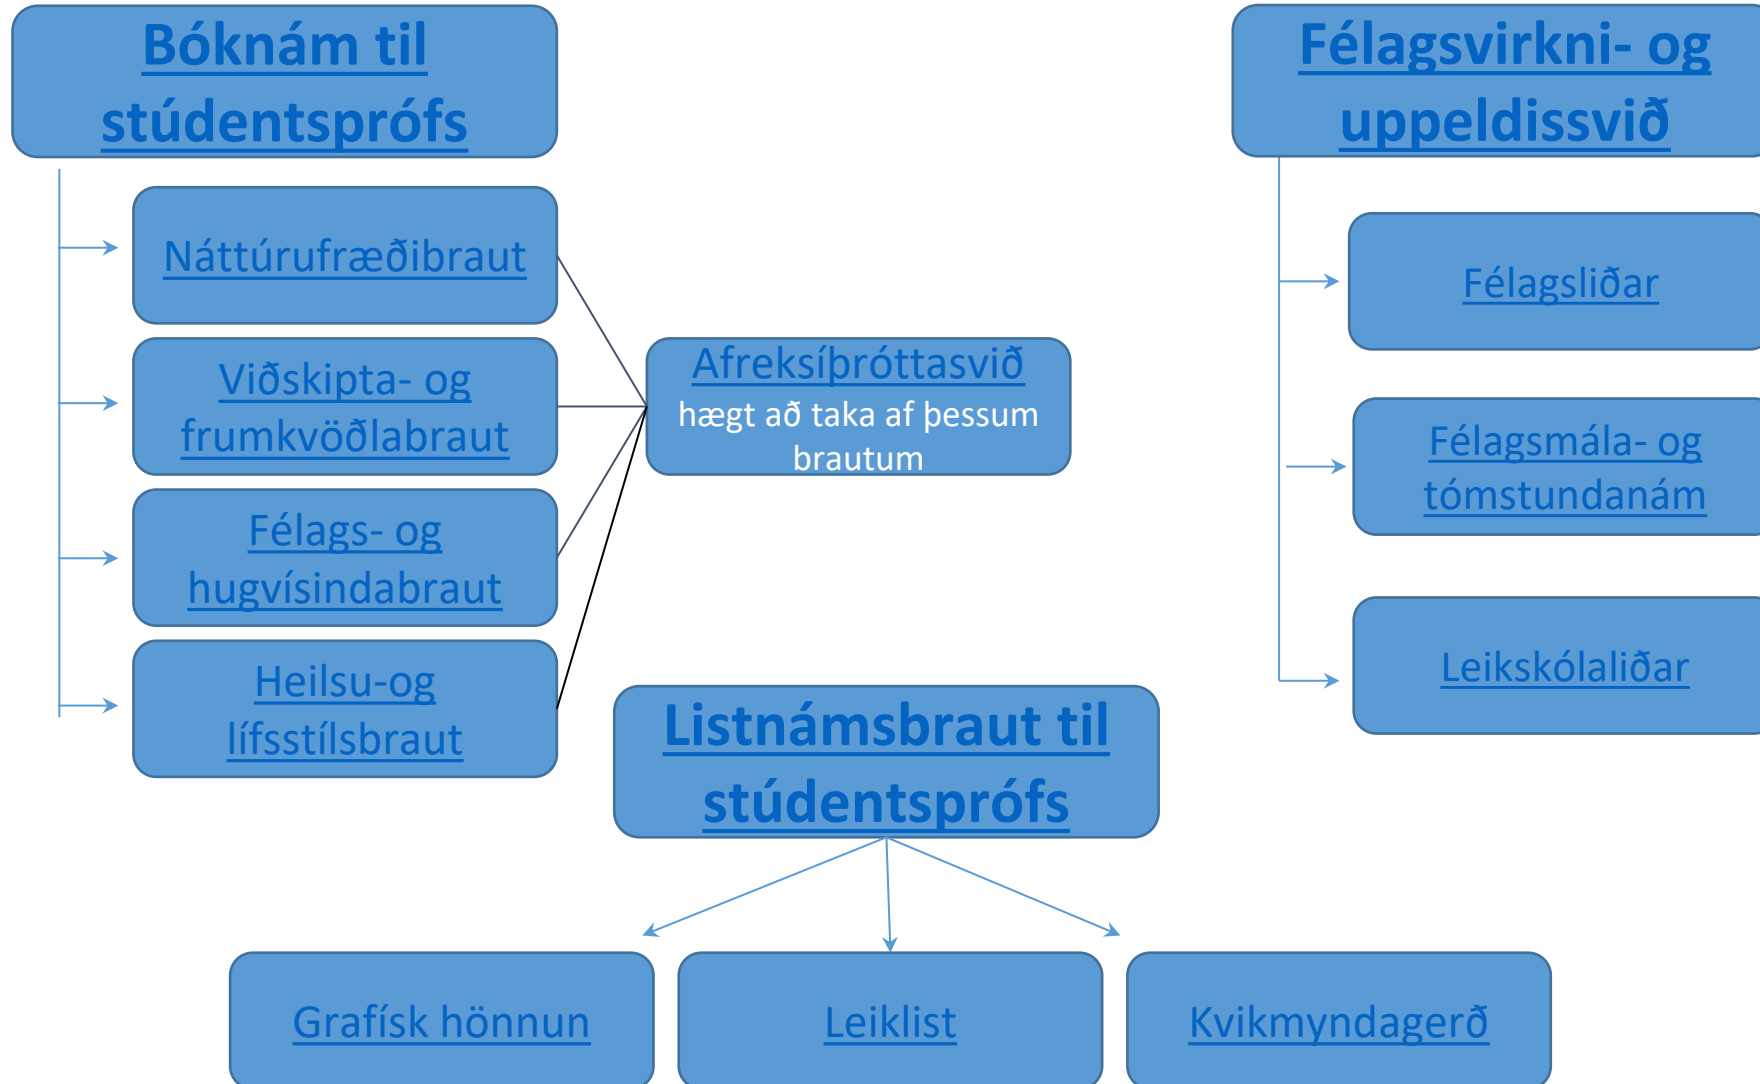 Bóknám til
stúdentsprófs
Náttúrufræðibraut
Viðskipta- og
frumkvöðlabraut
Félags- og
hugvísindabraut
Heilsu-og
lífsstílsbraut
Afreksíþróttasvið
hægt að taka af þessum
brautum
Félagsvirkni- og
uppeldissvið
Félagsliðar
Félagsmála- og
tómstundanám
Leikskólaliðar
Listnámsbraut til
stúdentsprófs
Grafísk hönnun
Leiklist
Kvikmyndagerð